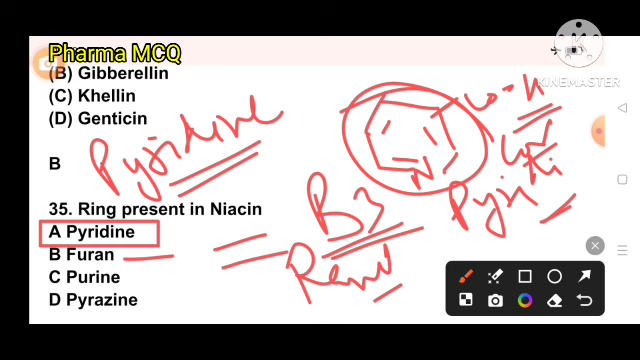 Pharma MCQ
(B) Gibberellin
(C) Khellin
(D) Genticin
KINEMASTER
B
Pyridine
35. Ring present in Niacin
A Pyridine
B Furan
C Purine
D Pyrazine
B3
N